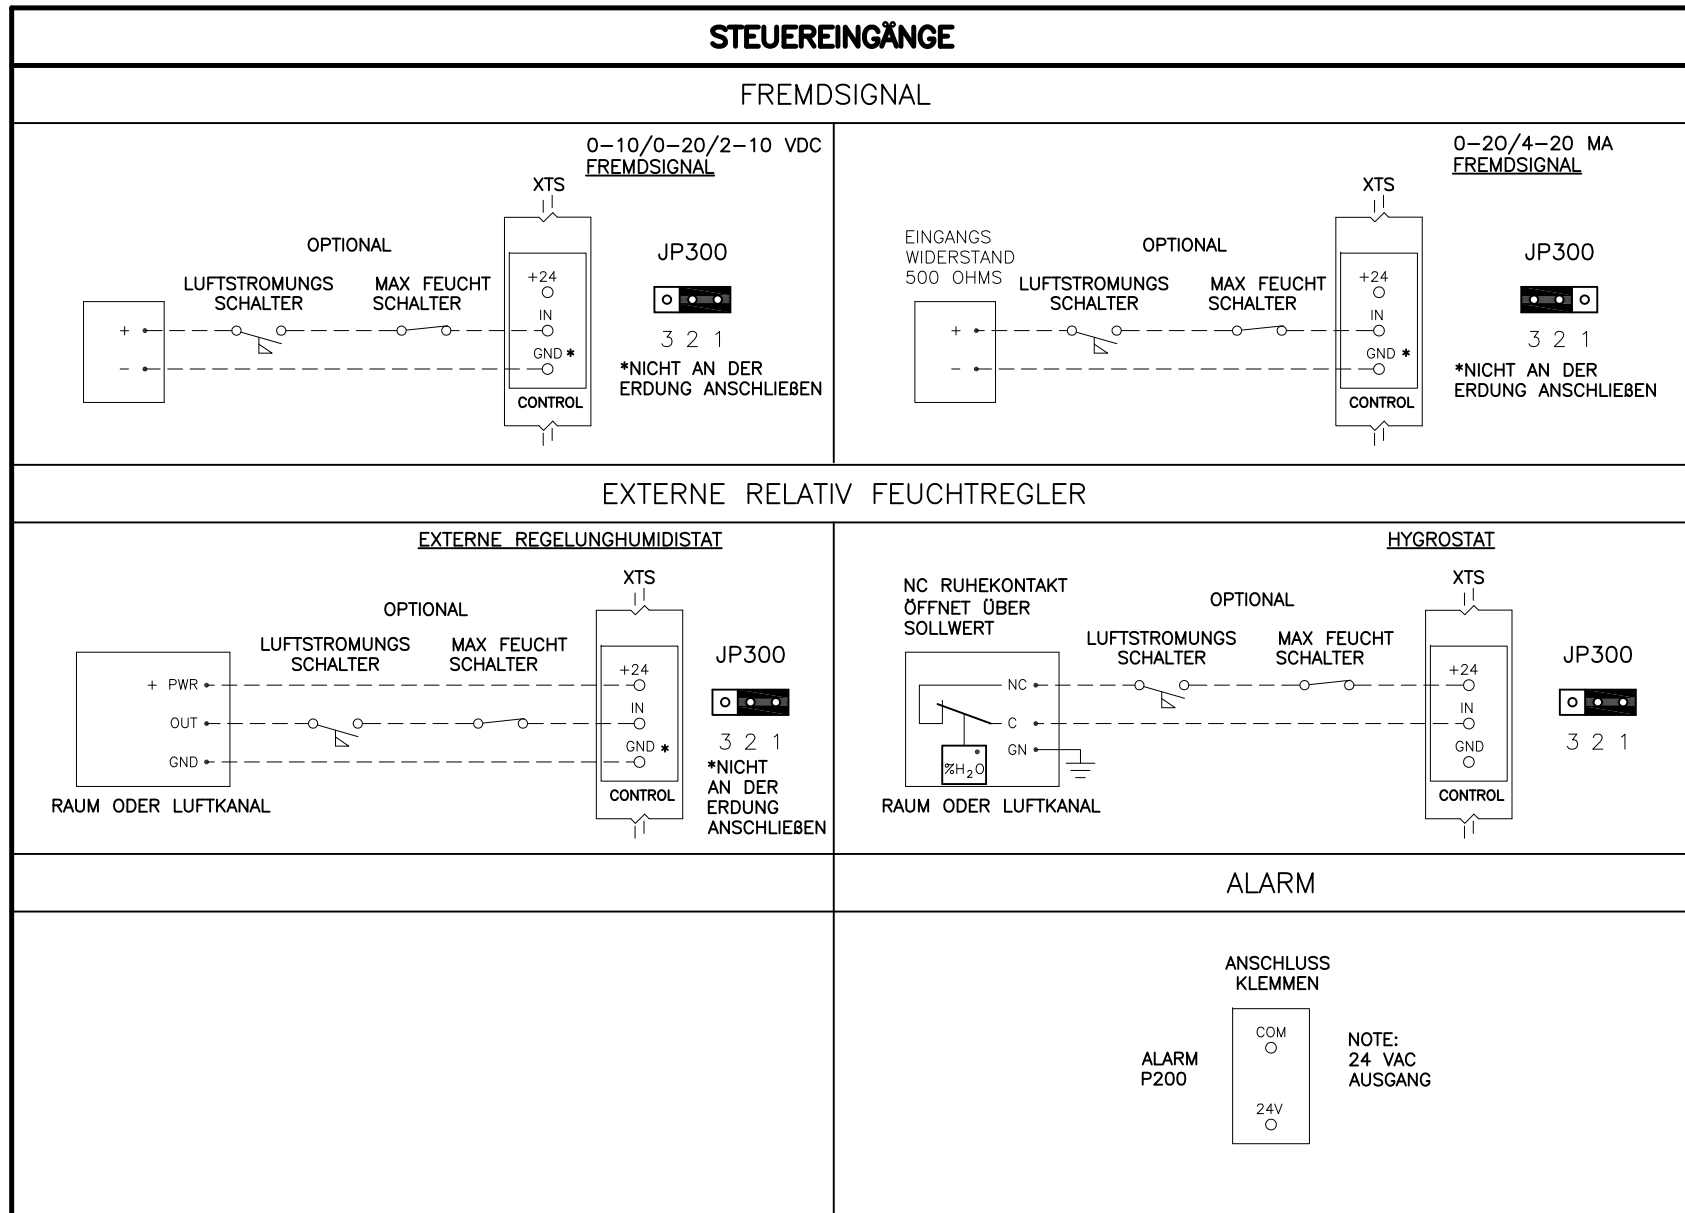 STEUEREINGÄNGE
FREMDSIGNAL
0-10/0-20/2-10 VDC
FREMDSIGNAL
XTS
OPTIONAL
LUFTSTROMUNGS
SCHALTER
MAX FEUCHT
SCHALTER
+24
IN
GND *
CONTROL
+
-
JP300
3 2 1
*NICHT AN DER
ERDUNG ANSCHLIEßEN
0-20/4-20 MA
FREMDSIGNAL
XTS
EINGANGS
WIDERSTAND
500 OHMS
OPTIONAL
LUFTSTROMUNGS
SCHALTER
MAX FEUCHT
SCHALTER
+24
IN
GND *
CONTROL
+
-
JP300
3 2 1
*NICHT AN DER
ERDUNG ANSCHLIEßEN
EXTERNE RELATIV FEUCHTREGLER
EXTERNE REGELUNGHUMIDISTAT
XTS
OPTIONAL
LUFTSTROMUNGS
SCHALTER
MAX FEUCHT
SCHALTER
+ PWR
OUT
GND
RAUM ODER LUFTKANAL
+24
IN
GND *
CONTROL
JP300
3 2 1
*NICHT
AN DER
ERDUNG
ANSCHLIEßEN
HYGROSTAT
XTS
NC RUHEKONTAKT
ÖFFNET ÜBER
SOLLWERT
OPTIONAL
LUFTSTROMUNGS
SCHALTER
MAX FEUCHT
SCHALTER
NC
C
GN
%H₂O
RAUM ODER LUFTKANAL
+24
IN
GND
CONTROL
JP300
3 2 1
ALARM
ANSCHLUSS
KLEMMEN
ALARM
P200
COM
24V
NOTE:
24 VAC
AUSGANG